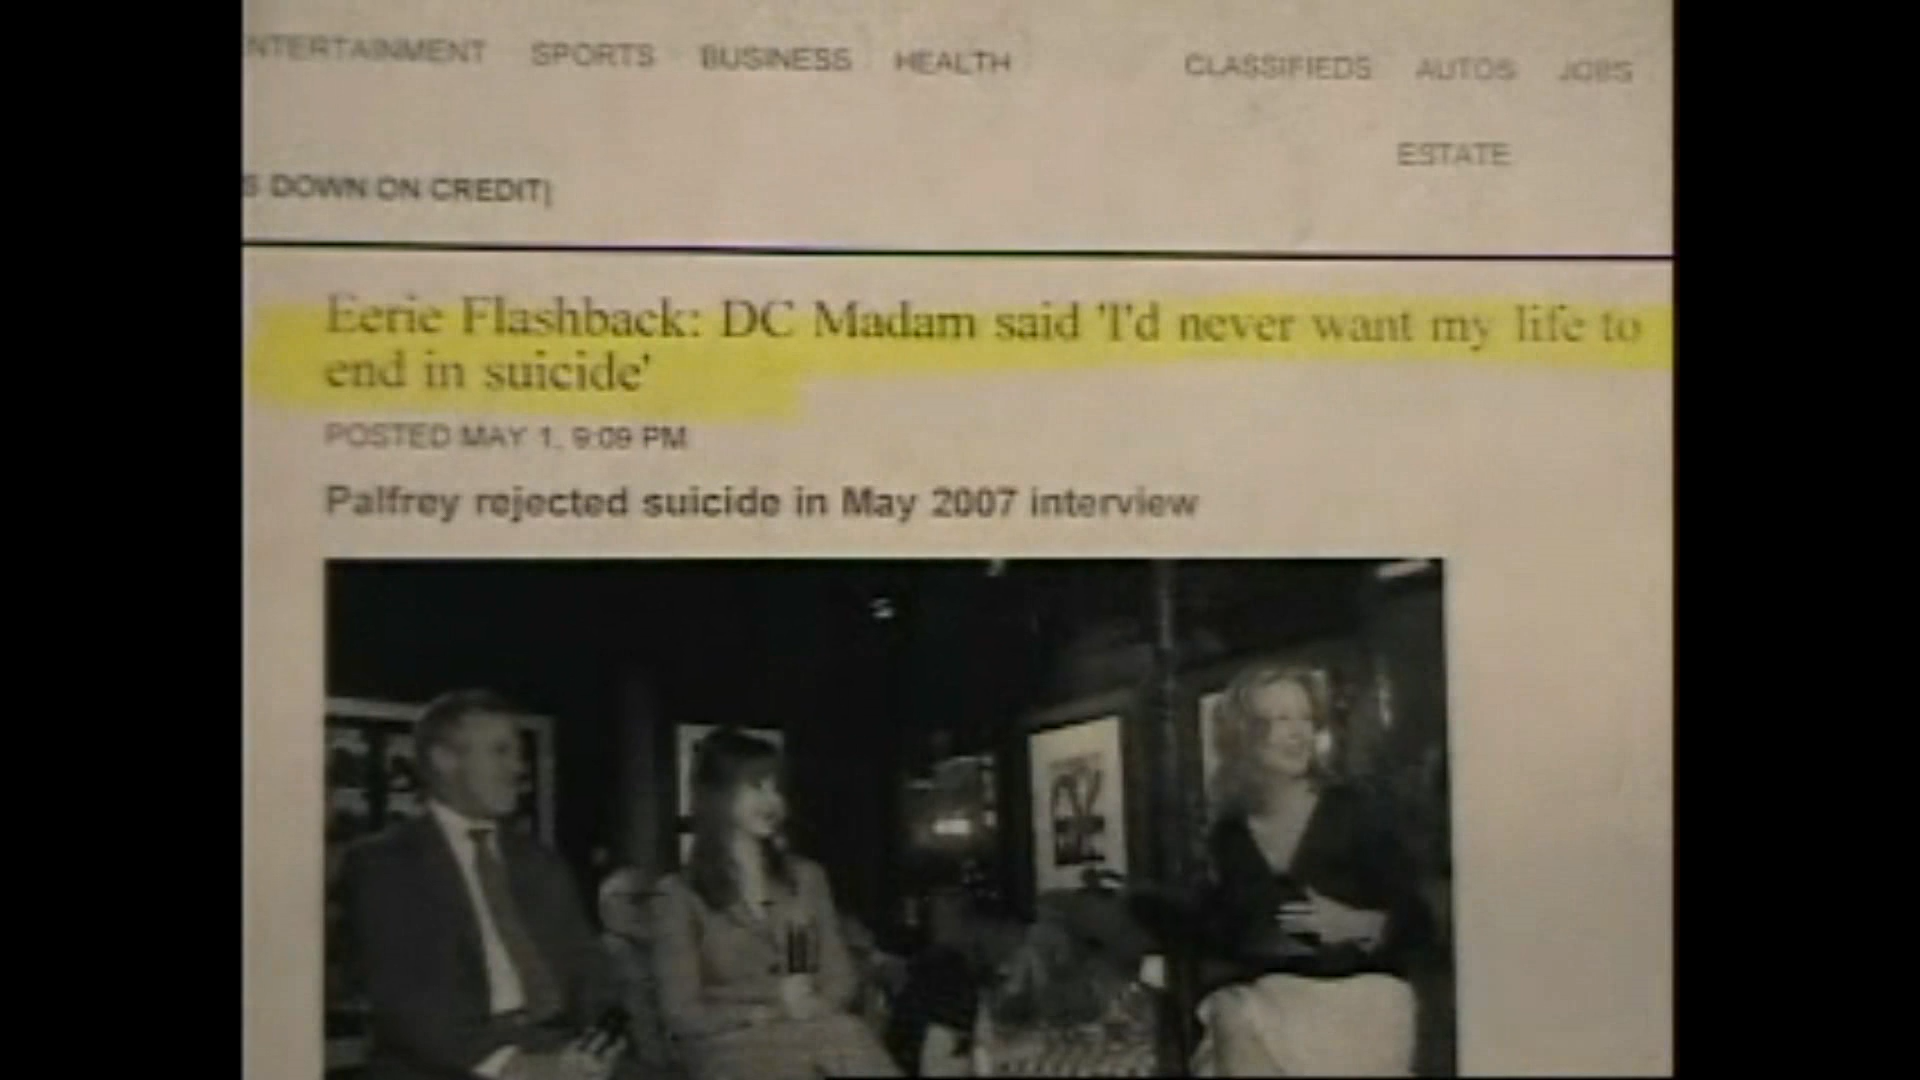 NTERTAINMENT SPORTS BUSINESS HEALTH CLASSIFIEDS AUTOS JOBS
ESTATE
S DOWN ON CREDIT|
Eerie Flashback: DC Madam said 'I'd never want my life to
end in suicide'
POSTED MAY 1, 9:09 PM
Palfrey rejected suicide in May 2007 interview